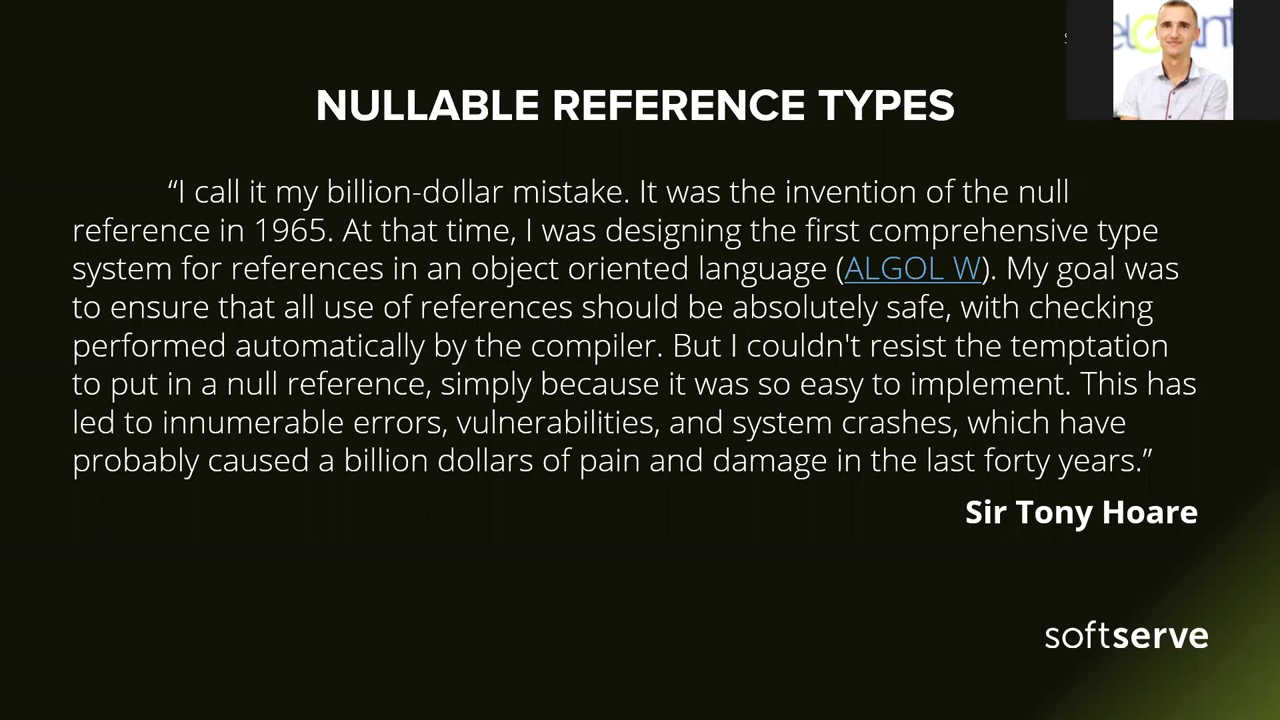 NULLABLE REFERENCE TYPES
“I call it my billion-dollar mistake. It was the invention of the null
reference in 1965. At that time, I was designing the first comprehensive type
system for references in an object oriented language (ALGOL W). My goal was
to ensure that all use of references should be absolutely safe, with checking
performed automatically by the compiler. But I couldn't resist the temptation
to put in a null reference, simply because it was so easy to implement. This has
led to innumerable errors, vulnerabilities, and system crashes, which have
probably caused a billion dollars of pain and damage in the last forty years.”
Sir Tony Hoare
softserve